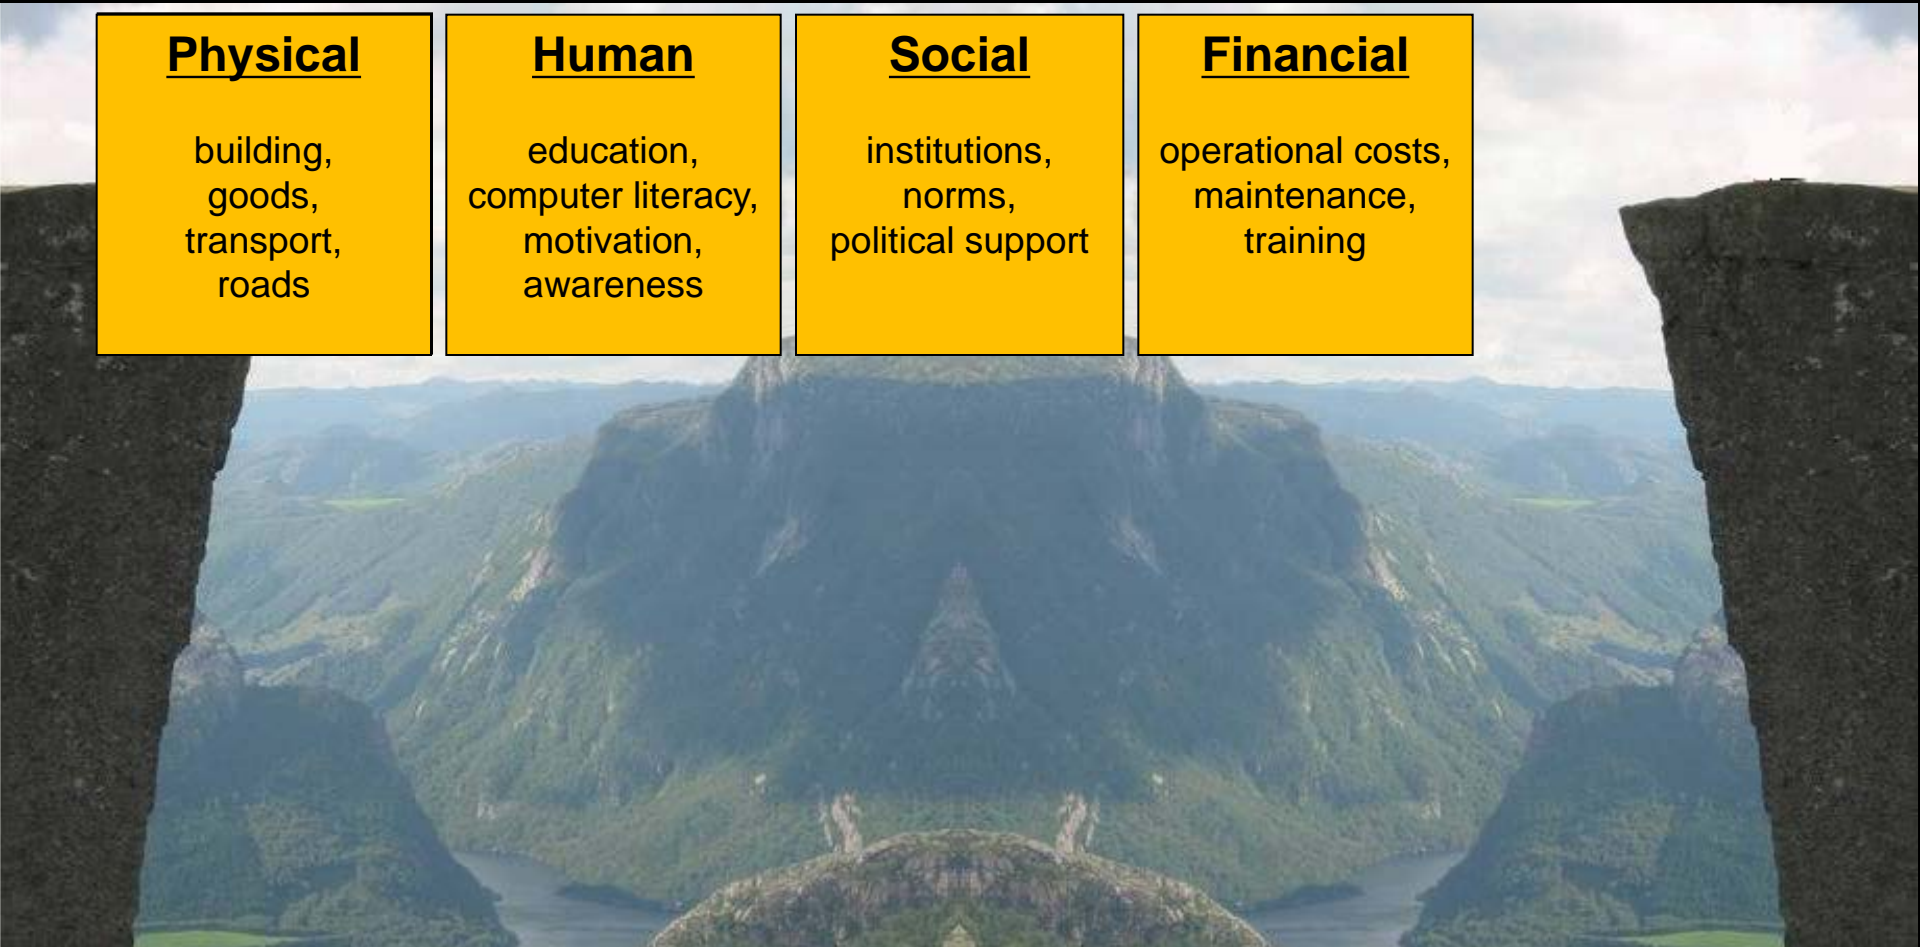 Physical
building,
goods,
transport,
roads
Human
education,
computer literacy,
motivation,
awareness
Social
institutions,
norms,
political support
Financial
operational costs,
maintenance,
training